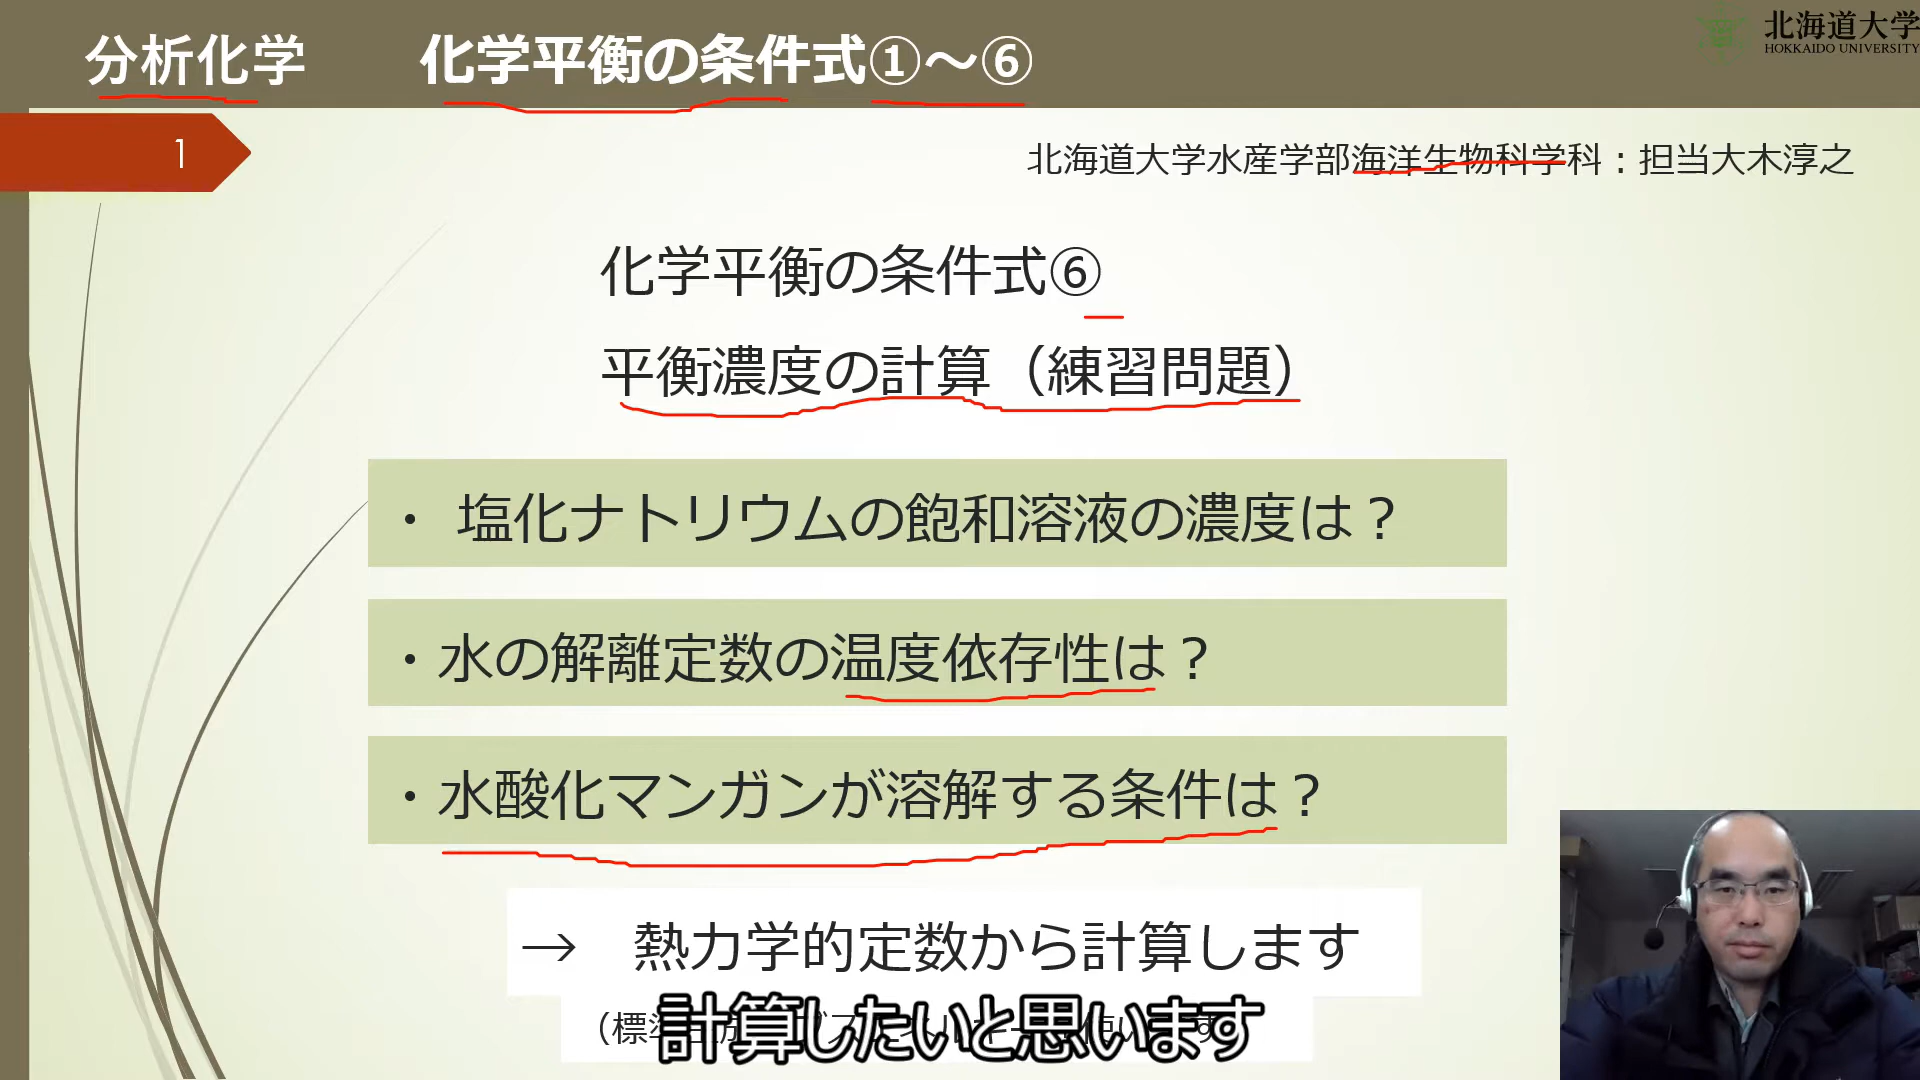 分析化学　　化学平衡の条件式①～⑥
北海道大学
HOKKAIDO UNIVERSITY
1
北海道大学水産学部海洋生物科学科：担当大木淳之
化学平衡の条件式⑥
平衡濃度の計算（練習問題）
・ 塩化ナトリウムの飽和溶液の濃度は？
・水の解離定数の温度依存性は？
・水酸化マンガンが溶解する条件は？
→　熱力学的定数から計算します
計算したいと思います